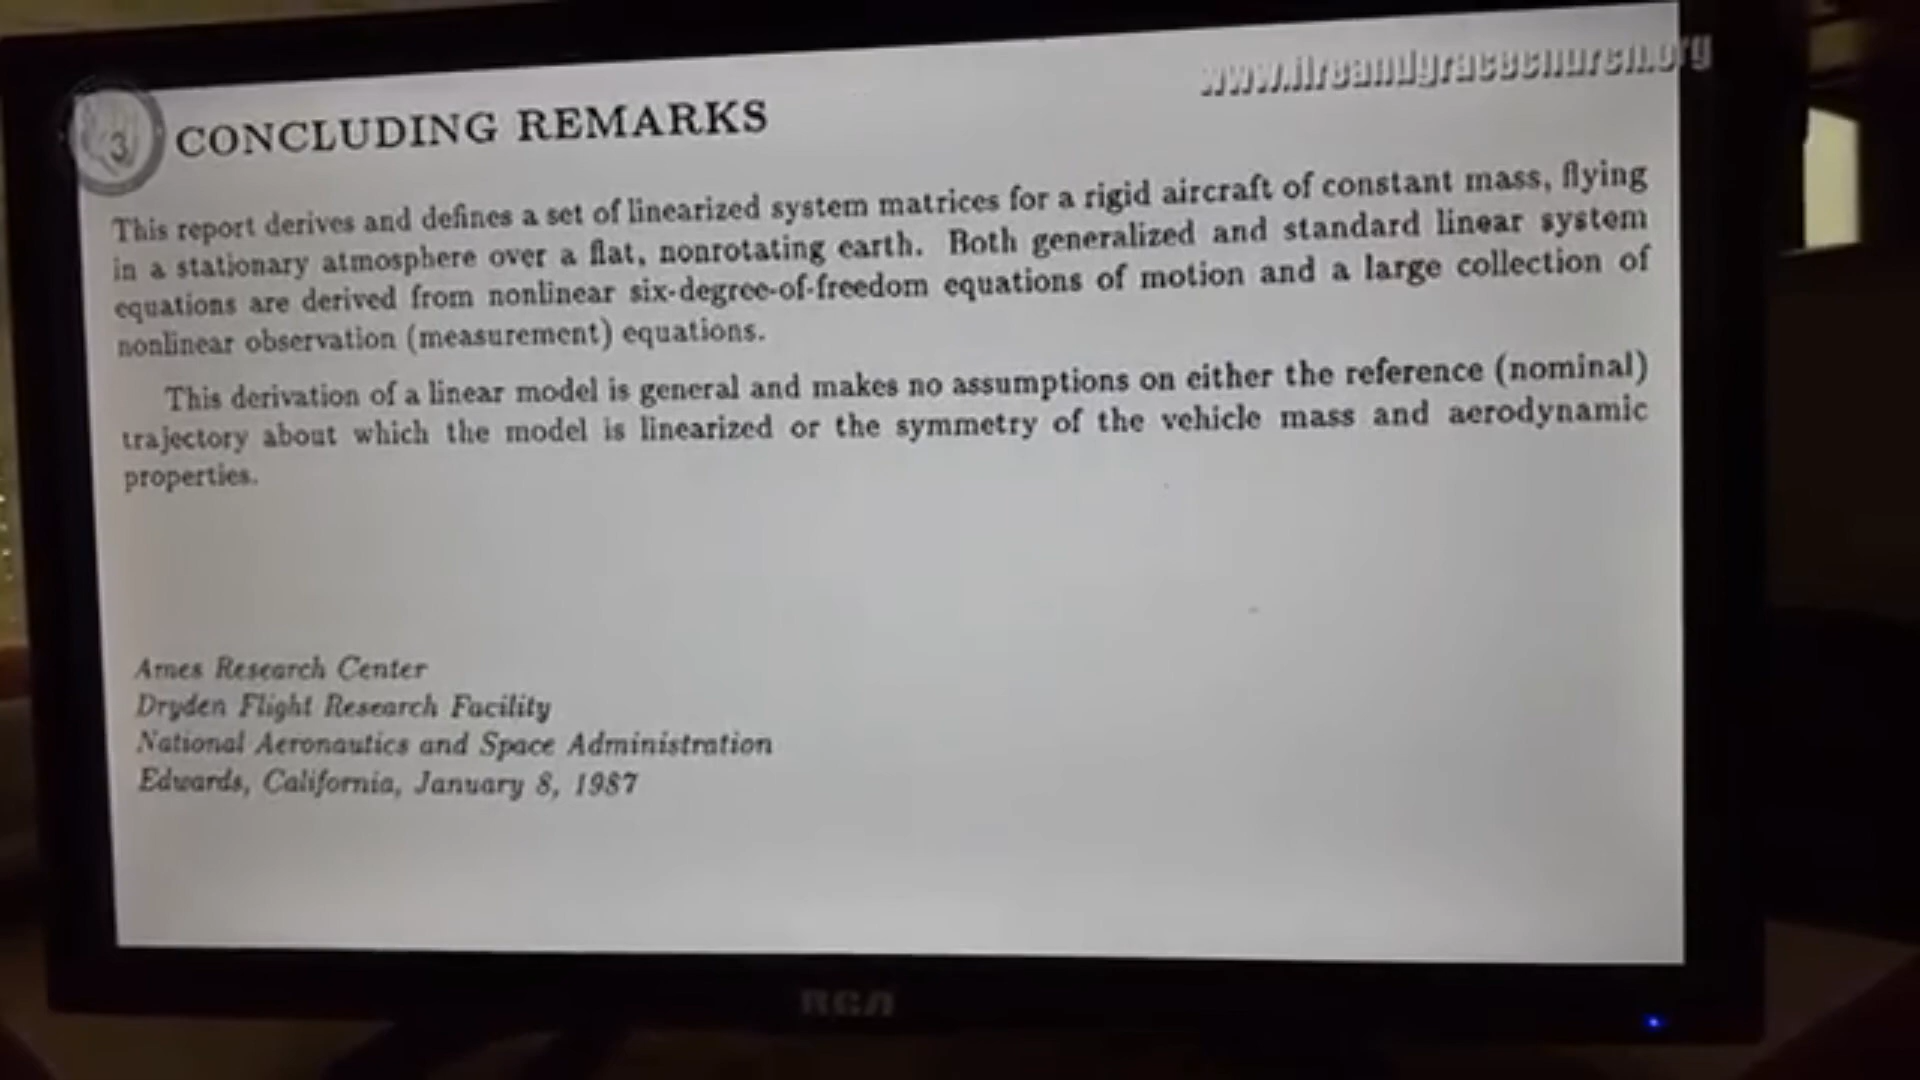 www.fireandgracechurch.org
3 CONCLUDING REMARKS
This report derives and defines a set of linearized system matrices for a rigid aircraft of constant mass, flying
in a stationary atmosphere over a flat, nonrotating earth. Both generalized and standard linear system
equations are derived from nonlinear six-degree-of-freedom equations of motion and a large collection of
nonlinear observation (measurement) equations.
This derivation of a linear model is general and makes no assumptions on either the reference (nominal)
trajectory about which the model is linearized or the symmetry of the vehicle mass and aerodynamic
properties.
Ames Research Center
Dryden Flight Research Facility
National Aeronautics and Space Administration
Edwards, California, January 8, 1987
RCA